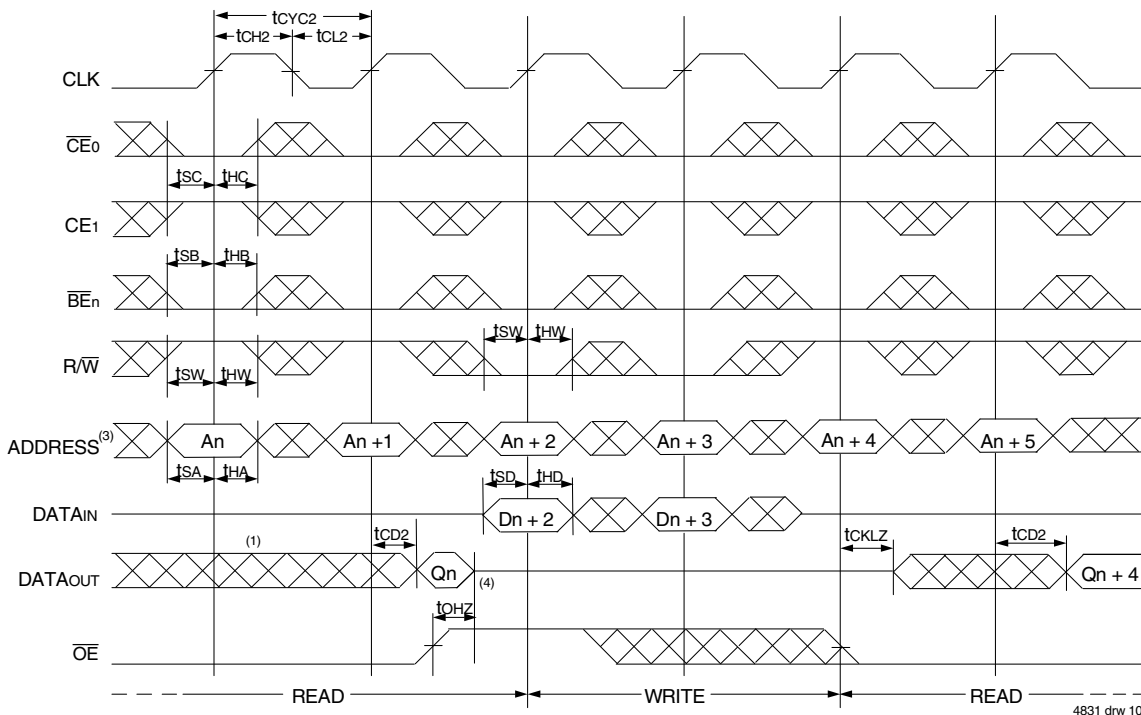 tCYC2
tCH2 tCL2
CLK
CE0
tSC tHC
CE1
tSB tHB
BEn
tSW tHW
R/W
tSW tHW
ADDRESS(3) An An +1 An + 2 An + 3 An + 4 An + 5
tSA tHA tSD tHD
DATAIN Dn + 2 Dn + 3
(1) tCD2 tCKLZ tCD2
DATAOUT Qn (4) Qn + 4
tOHZ
OE
READ WRITE READ
4831 drw 10